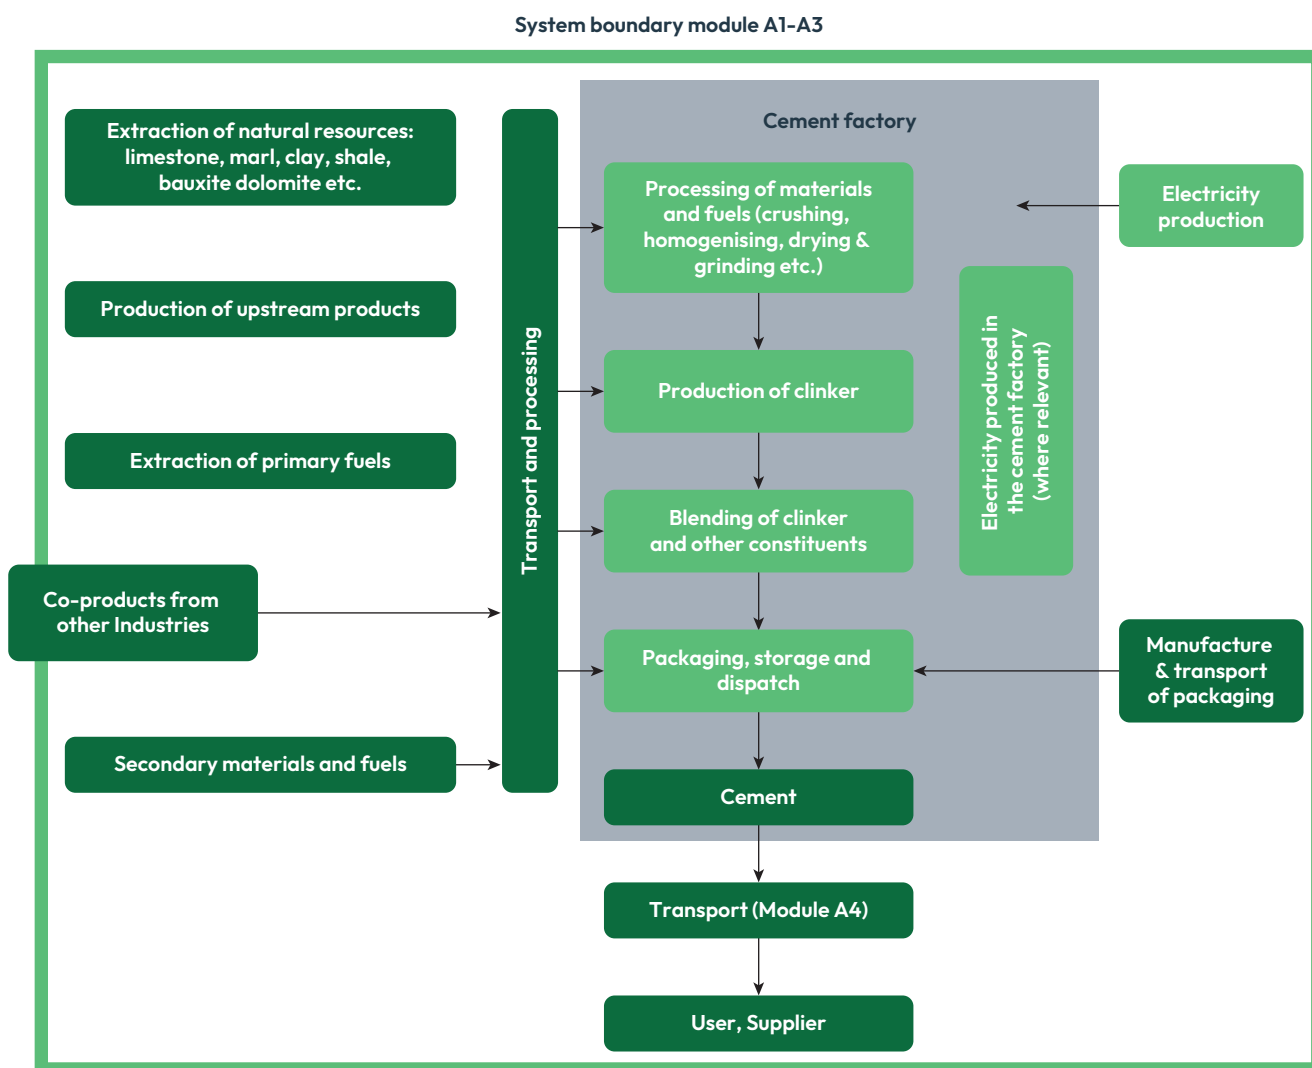 System boundary module A1-A3
Extraction of natural resources:
limestone, marl, clay, shale,
bauxite dolomite etc.
Production of upstream products
Extraction of primary fuels
Co-products from
other Industries
Secondary materials and fuels
Transport and processing
Cement factory
Processing of materials
and fuels (crushing,
homogenising, drying &
grinding etc.)
Production of clinker
Blending of clinker
and other constituents
Packaging, storage and
dispatch
Cement
Transport (Module A4)
User, Supplier
Electricity produced in
the cement factory
(where relevant)
Electricity
production
Manufacture
& transport
of packaging